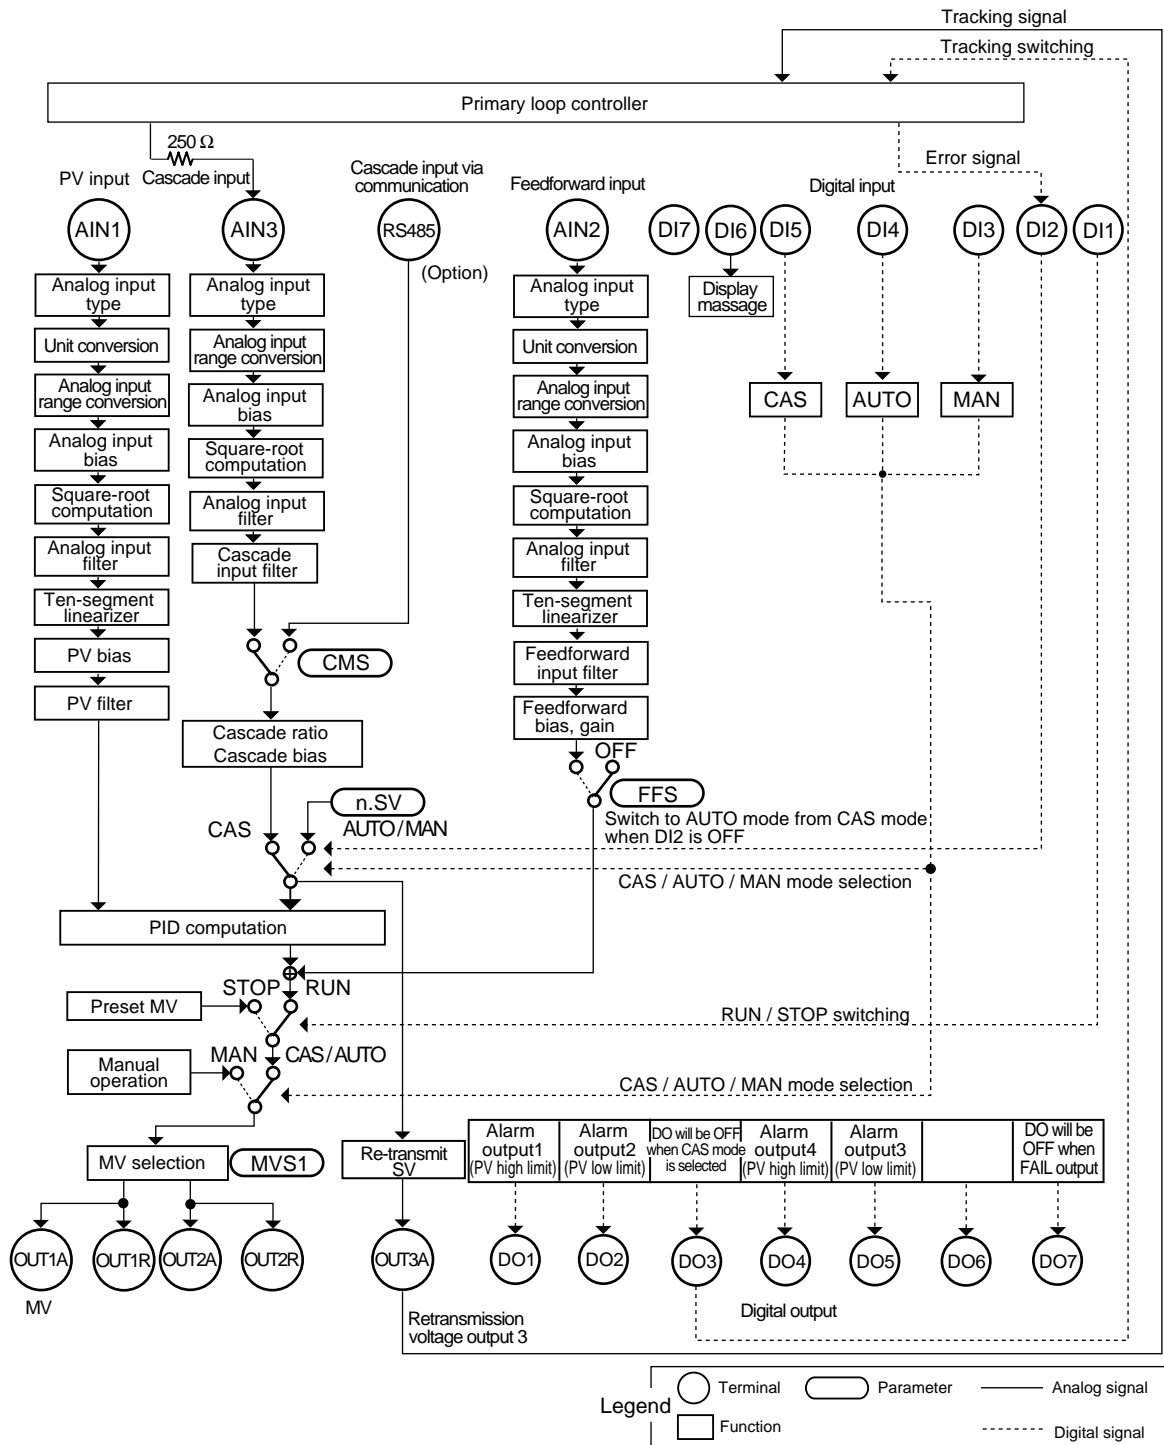 Tracking signal
Tracking switching
Primary loop controller
250 Ω
Error signal
PV input
Cascade input
Cascade input via
communication
Feedforward input
Digital input
AIN1
AIN3
RS485
AIN2
DI7
DI6
DI5
DI4
DI3
DI2
DI1
(Option)
Analog input
type
Unit conversion
Analog input
range conversion
Analog input
bias
Square-root
computation
Analog input
filter
Ten-segment
linearizer
PV bias
PV filter
Analog input
type
Analog input
range conversion
Analog input
bias
Square-root
computation
Analog input
filter
Cascade
input filter
CMS
Cascade ratio
Cascade bias
Analog input
type
Unit conversion
Analog input
range conversion
Analog input
bias
Square-root
computation
Analog input
filter
Ten-segment
linearizer
Feedforward
input filter
Feedforward
bias, gain
OFF
FFS
Display
massage
CAS
AUTO
MAN
n.SV
CAS
AUTO/MAN
Switch to AUTO mode from CAS mode
when DI2 is OFF
CAS / AUTO / MAN mode selection
PID computation
STOP
RUN
Preset MV
RUN / STOP switching
MAN
CAS/AUTO
Manual
operation
CAS / AUTO / MAN mode selection
MV selection
MVS1
Re-transmit
SV
Alarm
output1
(PV high limit)
Alarm
output2
(PV low limit)
DO will be OFF
when CAS mode
is selected
Alarm
output4
(PV high limit)
Alarm
output3
(PV low limit)
DO will be
OFF when
FAIL output
OUT1A
OUT1R
OUT2A
OUT2R
OUT3A
DO1
DO2
DO3
DO4
DO5
DO6
DO7
MV
Retransmission
voltage output 3
Digital output
Legend
Terminal
Parameter
Analog signal
Function
Digital signal